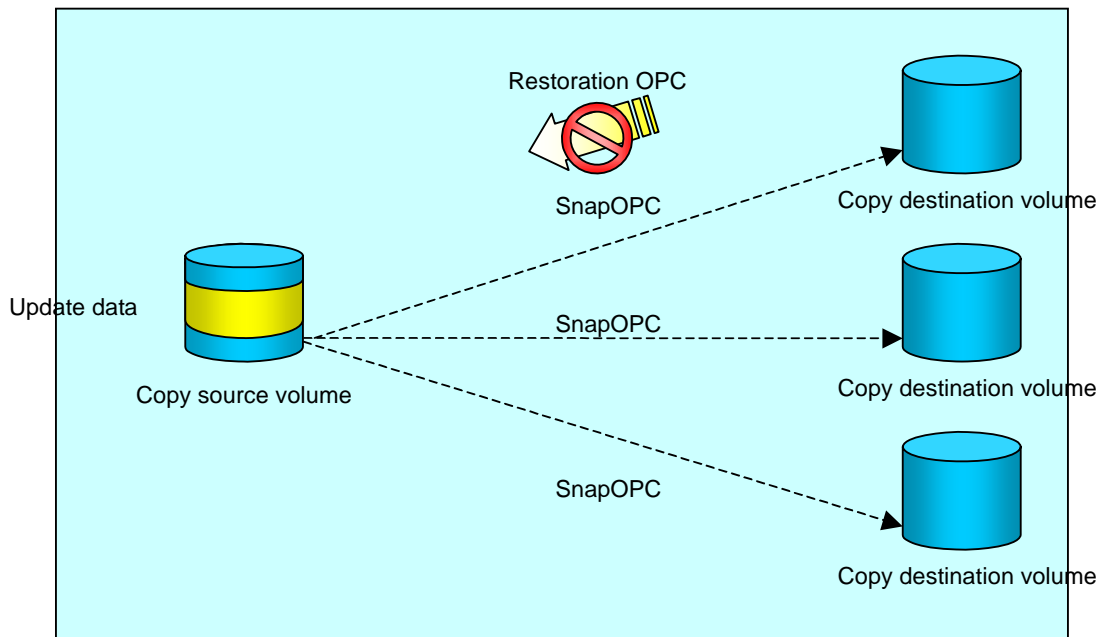 Restoration OPC
SnapOPC
Copy destination volume
Update data
SnapOPC
Copy source volume
Copy destination volume
SnapOPC
Copy destination volume